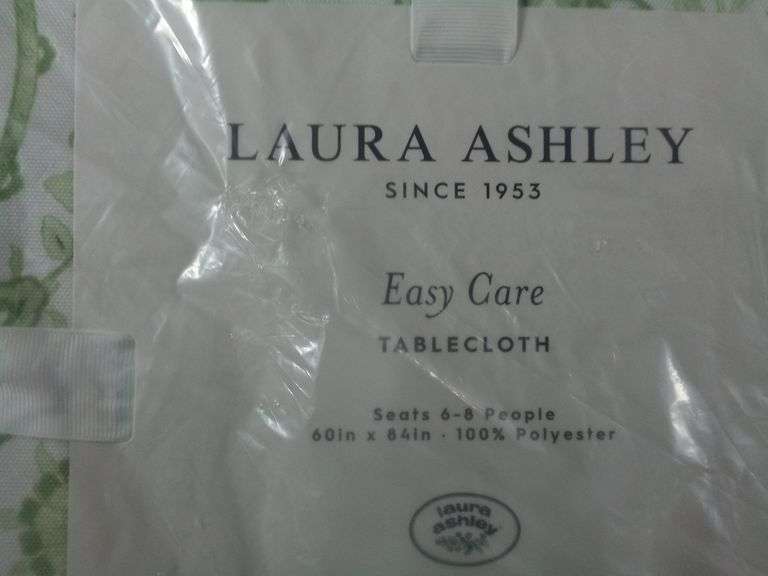 LAURA ASHLEY
SINCE 1953
Easy Care
TABLECLOTH
Seats 6-8 People
60in x 84in · 100% Polyester
laura
ashley